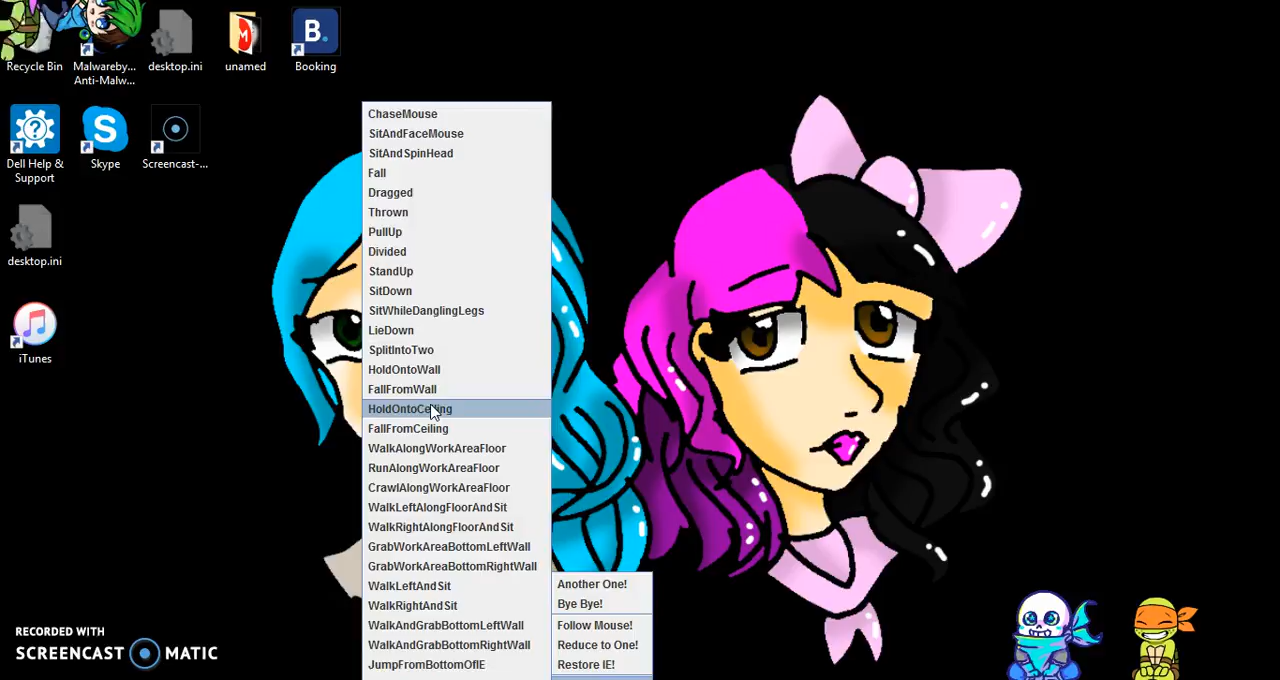 Recycle Bin
Malwareby...
Anti-Malw...
desktop.ini
unamed
B.
Booking
Dell Help &
Support
S
Skype
Screencast-...
desktop.ini
iTunes
ChaseMouse
SitAndFaceMouse
SitAndSpinHead
Fall
Dragged
Thrown
PullUp
Divided
StandUp
SitDown
SitWhileDanglingLegs
LieDown
SplitIntoTwo
HoldOntoWall
FallFromWall
HoldOntoCeiling
FallFromCeiling
WalkAlongWorkAreaFloor
RunAlongWorkAreaFloor
CrawlAlongWorkAreaFloor
WalkLeftAlongFloorAndSit
WalkRightAlongFloorAndSit
GrabWorkAreaBottomLeftWall
GrabWorkAreaBottomRightWall
WalkLeftAndSit
WalkRightAndSit
WalkAndGrabBottomLeftWall
WalkAndGrabBottomRightWall
JumpFromBottomOfIE
Another One!
Bye Bye!
Follow Mouse!
Reduce to One!
Restore IE!
RECORDED WITH
SCREENCAST MATIC